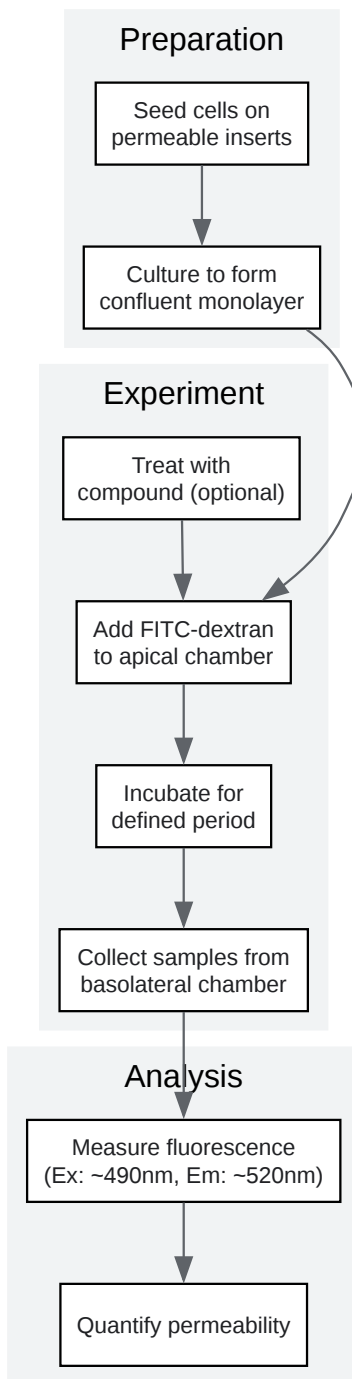 Preparation
Seed cells on
permeable inserts
Culture to form
confluent monolayer
Experiment
Treat with
compound (optional)
Add FITC-dextran
to apical chamber
Incubate for
defined period
Collect samples from
basolateral chamber
Analysis
Measure fluorescence
(Ex: ~490nm, Em: ~520nm)
Quantify permeability